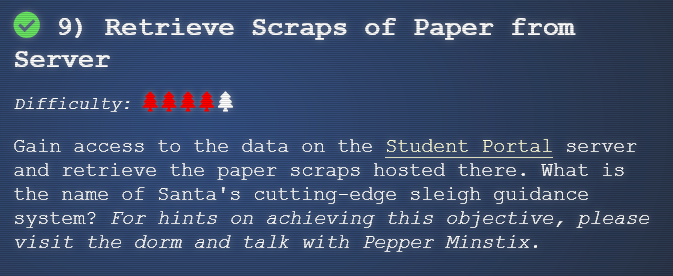 9) Retrieve Scraps of Paper from
Server
Difficulty:
Gain access to the data on the Student Portal server
and retrieve the paper scraps hosted there. What is
the name of Santa's cutting-edge sleigh guidance
system? For hints on achieving this objective, please
visit the dorm and talk with Pepper Minstix.